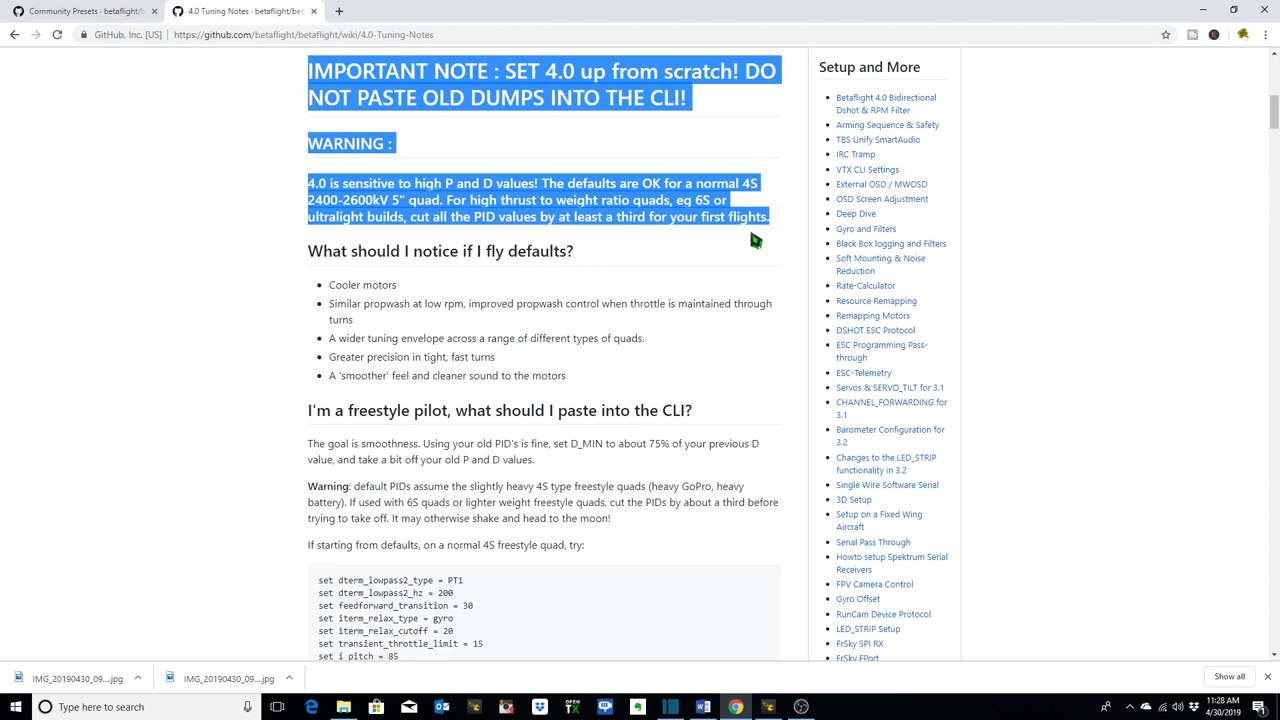 Community Presets - betaflight/b
4.0 Tuning Notes - betaflight/bet
GitHub, Inc. [US]
https://github.com/betaflight/betaflight/wiki/4.0-Tuning-Notes
IMPORTANT NOTE : SET 4.0 up from scratch! DO
NOT PASTE OLD DUMPS INTO THE CLI!
WARNING :
4.0 is sensitive to high P and D values! The defaults are OK for a normal 4S
2400-2600kV 5" quad. For high thrust to weight ratio quads, eg 6S or
ultralight builds, cut all the PID values by at least a third for your first flights.
What should I notice if I fly defaults?
Cooler motors
Similar propwash at low rpm, improved propwash control when throttle is maintained through
turns
A wider tuning envelope across a range of different types of quads.
Greater precision in tight, fast turns
A 'smoother' feel and cleaner sound to the motors
I'm a freestyle pilot, what should I paste into the CLI?
The goal is smoothness. Using your old PID's is fine, set D_MIN to about 75% of your previous D
value, and take a bit off your old P and D values.
Warning: default PIDs assume the slightly heavy 4S type freestyle quads (heavy GoPro, heavy
battery). If used with 6S quads or lighter weight freestyle quads, cut the PIDs by about a third before
trying to take off. It may otherwise shake and head to the moon!
If starting from defaults, on a normal 4S freestyle quad, try:
set dterm_lowpass2_type = PT1
set dterm_lowpass2_hz = 200
set feedforward_transition = 30
set iterm_relax_type = gyro
set iterm_relax_cutoff = 20
set transient_throttle_limit = 15
set i_pitch = 85
Setup and More
Betaflight 4.0 Bidirectional
Dshot & RPM Filter
Arming Sequence & Safety
TBS Unify SmartAudio
IRC Tramp
VTX CLI Settings
External OSD / MWOSD
OSD Screen Adjustment
Deep Dive
Gyro and Filters
Black Box logging and Filters
Soft Mounting & Noise
Reduction
Rate-Calculator
Resource Remapping
Remapping Motors
DSHOT ESC Protocol
ESC Programming Pass-
through
ESC-Telemetry
Servos & SERVO_TILT for 3.1
CHANNEL_FORWARDING for
3.1
Barometer Configuration for
3.2
Changes to the LED_STRIP
functionality in 3.2
Single Wire Software Serial
3D Setup
Setup on a Fixed Wing
Aircraft
Serial Pass Through
Howto setup Spektrum Serial
Receivers
FPV Camera Control
Gyro Offset
RunCam Device Protocol
LED_STRIP Setup
FrSky SPI RX
FrSky FPort
IMG_20190430_09....jpg
IMG_20190430_09....jpg
Show all
Type here to search
OPEN
TX
11:28 AM
4/30/2019